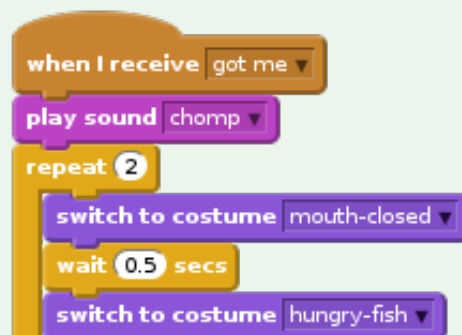 when I receive got me
play sound chomp
repeat 2
switch to costume mouth-closed
wait 0.5 secs
switch to costume hungry-fish